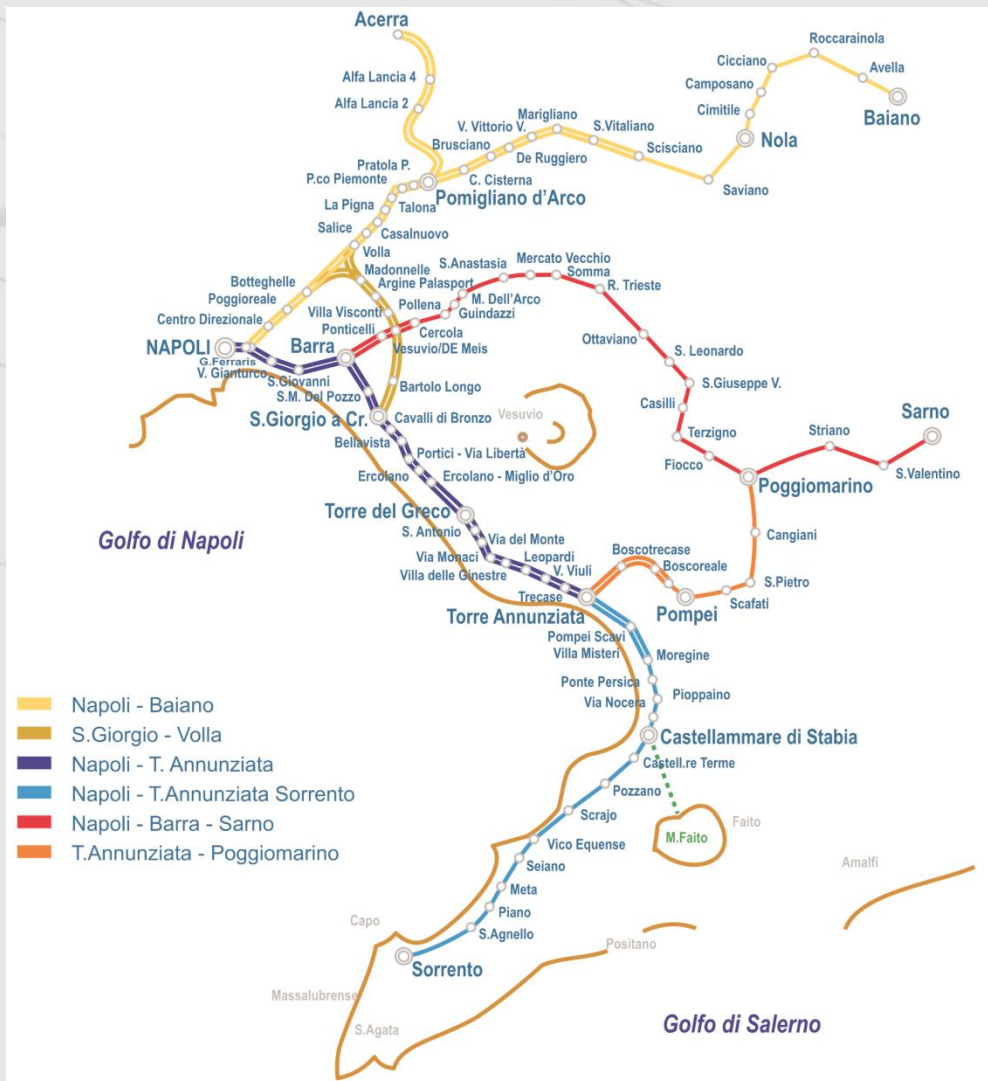 Acerra
Alfa Lancia 4
Alfa Lancia 2
Roccarainola
Cicciano
Avella
Camposano
Baiano
Cimitile
Nola
Marigliano
V. Vittorio V.
S.Vitaliano
Brusciano
De Ruggiero
Scisciano
Saviano
Pratola P.
C. Cisterna
P.co Piemonte
Pomigliano d'Arco
La Pigna
Talona
Salice
Casalnuovo
Volla
Madonnelle
Botteghelle
Argine Palasport
Poggioreale
Villa Visconti
Centro Direzionale
Ponticelli
NAPOLI
Barra
G.Ferraris
V. Gianturco
S.Giovanni
S.M. Del Pozzo
S.Giorgio a Cr.
S.Anastasia
Mercato Vecchio
Somma
R. Trieste
Pollena
M. Dell'Arco
Guindazzi
Cercola
Vesuvio/DE Meis
Bartolo Longo
Ottaviano
S. Leonardo
S.Giuseppe V.
Casilli
Terzigno
Fiocco
Sarno
Striano
S.Valentino
Poggiomarino
Cavalli di Bronzo
Vesuvio
Bellavista
Portici - Via Libertà
Ercolano
Ercolano - Miglio d'Oro
Torre del Greco
S. Antonio
Via del Monte
Via Monaci
Leopardi
Villa delle Ginestre
V. Viuli
Trecase
Torre Annunziata
Golfo di Napoli
Boscotrecase
Boscoreale
Cangiani
S.Pietro
Scafati
Pompei
Pompei Scavi
Villa Misteri
Moregine
Ponte Persica
Pioppaino
Via Nocera
Castellammare di Stabia
Castell.re Terme
Pozzano
Scrajo
Vico Equense
Seiano
Meta
Piano
S.Agnello
Sorrento
M.Faito
Faito
Amalfi
Positano
Capo
Massalubrense
S.Agata
Golfo di Salerno
Napoli - Baiano
S.Giorgio - Volla
Napoli - T. Annunziata
Napoli - T.Annunziata Sorrento
Napoli - Barra - Sarno
T.Annunziata - Poggiomarino